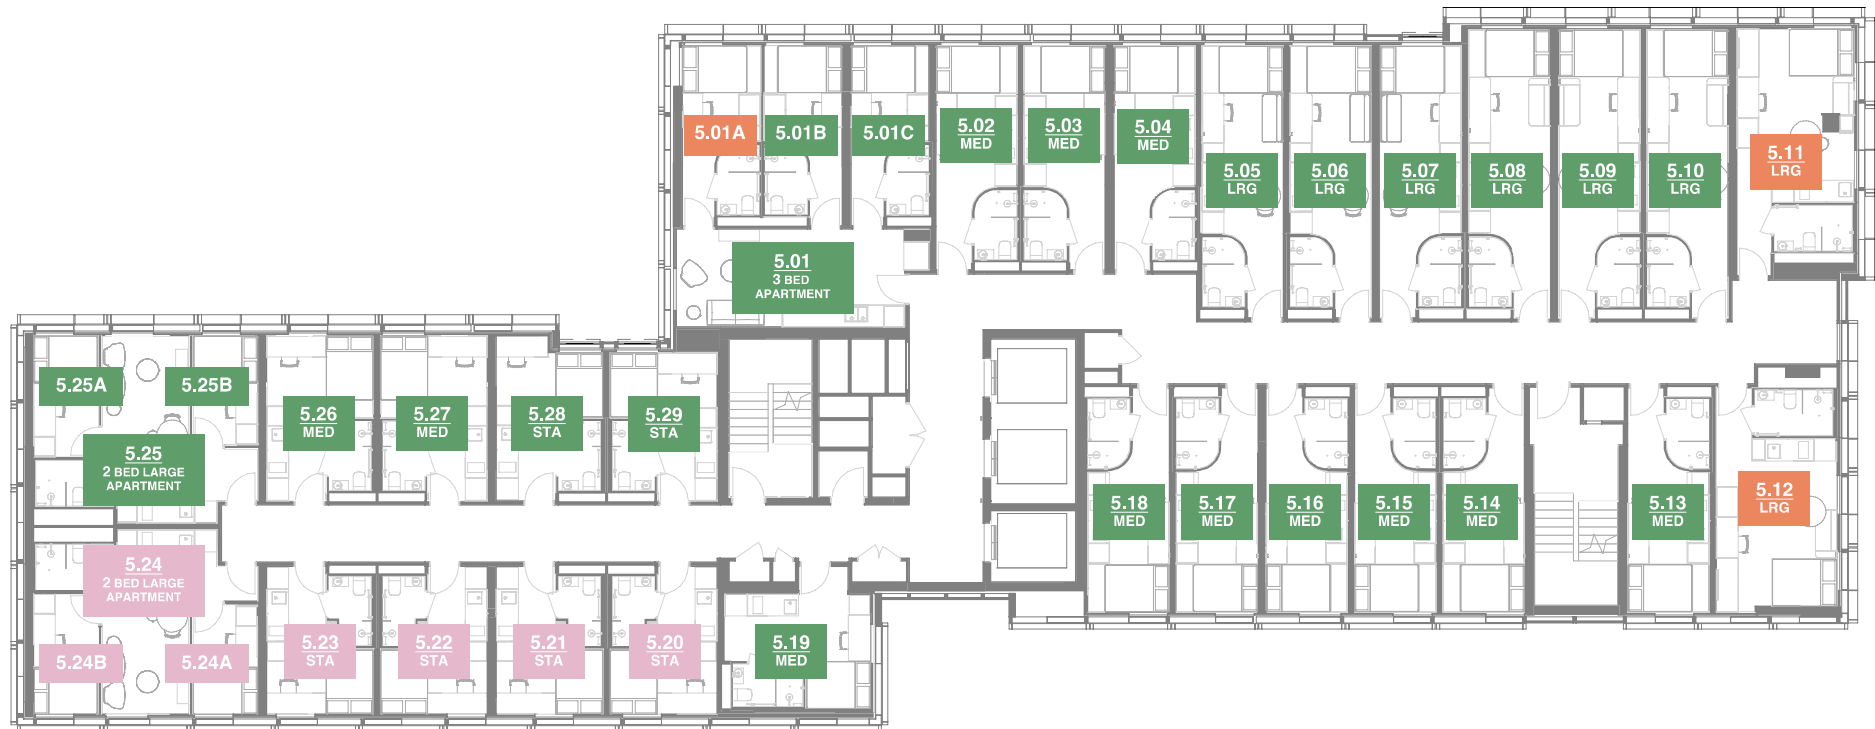 5.01A
5.01B
5.01C
5.02
MED
5.03
MED
5.04
MED
5.05
LRG
5.06
LRG
5.07
LRG
5.08
LRG
5.09
LRG
5.10
LRG
5.11
LRG
5.01
3 BED
APARTMENT
5.25A
5.25B
5.25
2 BED LARGE
APARTMENT
5.26
MED
5.27
MED
5.28
STA
5.29
STA
5.18
MED
5.17
MED
5.16
MED
5.15
MED
5.14
MED
5.13
MED
5.12
LRG
5.24
2 BED LARGE
APARTMENT
5.24B
5.24A
5.23
STA
5.22
STA
5.21
STA
5.20
STA
5.19
MED